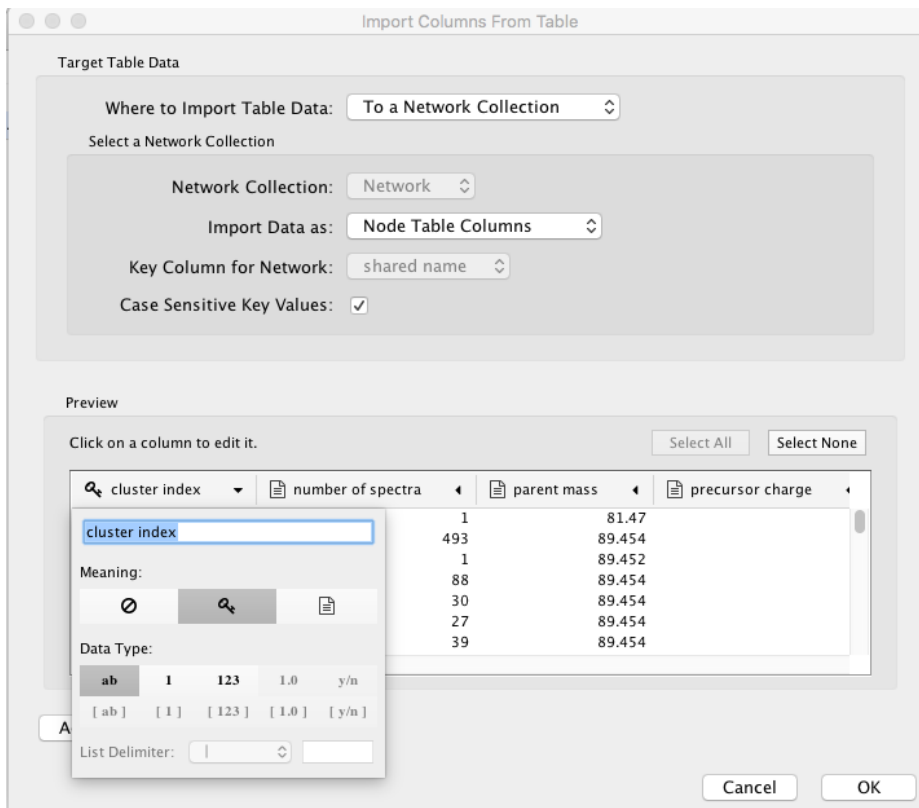 Import Columns From Table
Target Table Data
Where to Import Table Data: To a Network Collection
Select a Network Collection
Network Collection: Network
Import Data as: Node Table Columns
Key Column for Network: shared name
Case Sensitive Key Values:
Preview
Click on a column to edit it. Select All Select None
cluster index number of spectra parent mass precursor charge
cluster index
1 81.47
493 89.454
1 89.452
88 89.454
30 89.454
27 89.454
39 89.454
Meaning:
Data Type:
ab 1 123 1.0 y/n
[ ab ] [ 1 ] [ 123 ] [ 1.0 ] [ y/n ]
List Delimiter: |
Cancel OK